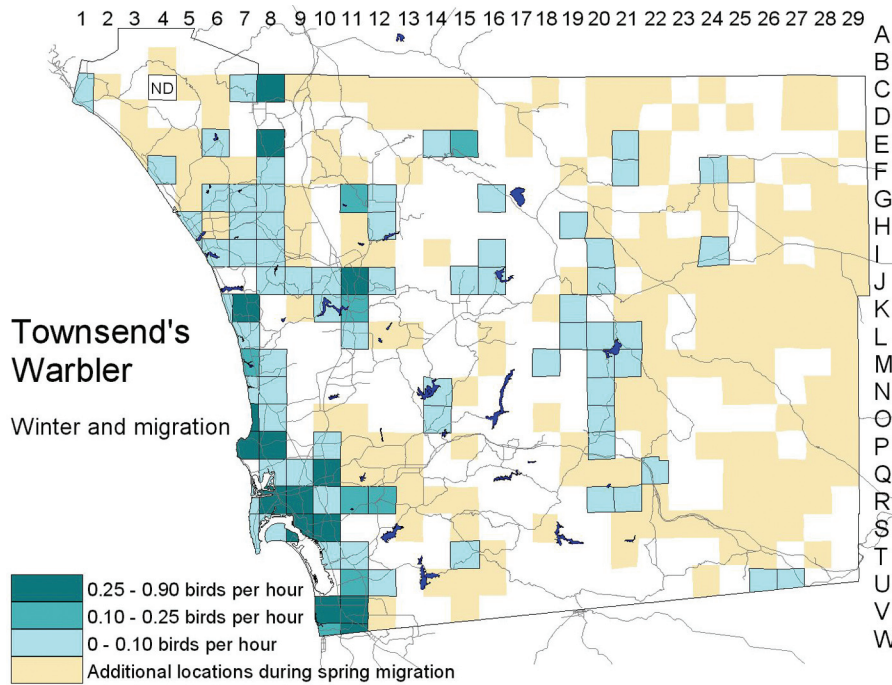 1 2 3 4 5 6 7 8 9 10 11 12 13 14 15 16 17 18 19 20 21 22 23 24 25 26 27 28 29
A
B
C
D
E
F
G
H
I
J
K
L
M
N
O
P
Q
R
S
T
U
V
W
ND
Townsend's
Warbler
Winter and migration
0.25 - 0.90 birds per hour
0.10 - 0.25 birds per hour
0 - 0.10 birds per hour
Additional locations during spring migration